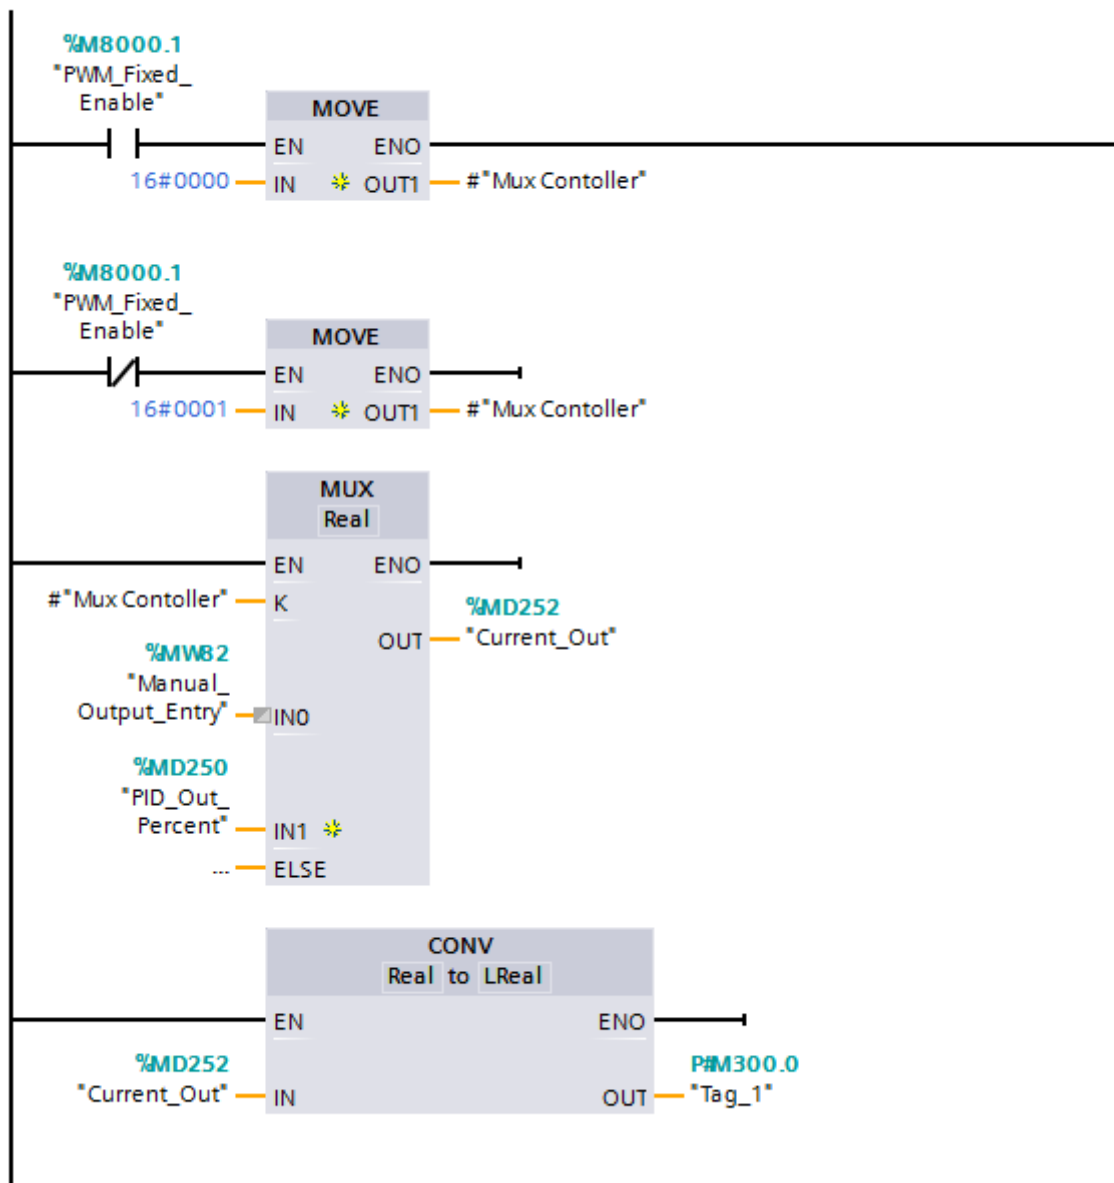 %M8000.1
"PWM_Fixed_
Enable"
MOVE
EN ENO
16#0000 IN OUT1 #"Mux Contoller"
%M8000.1
"PWM_Fixed_
Enable"
MOVE
EN ENO
16#0001 IN OUT1 #"Mux Contoller"
MUX
Real
EN ENO
#"Mux Contoller" K
%MD252
OUT "Current_Out"
%MW82
"Manual_
Output_Entry" IN0
%MD250
"PID_Out_
Percent" IN1
... ELSE
CONV
Real to LReal
EN ENO
%MD252 P#M300.0
"Current_Out" IN OUT "Tag_1"